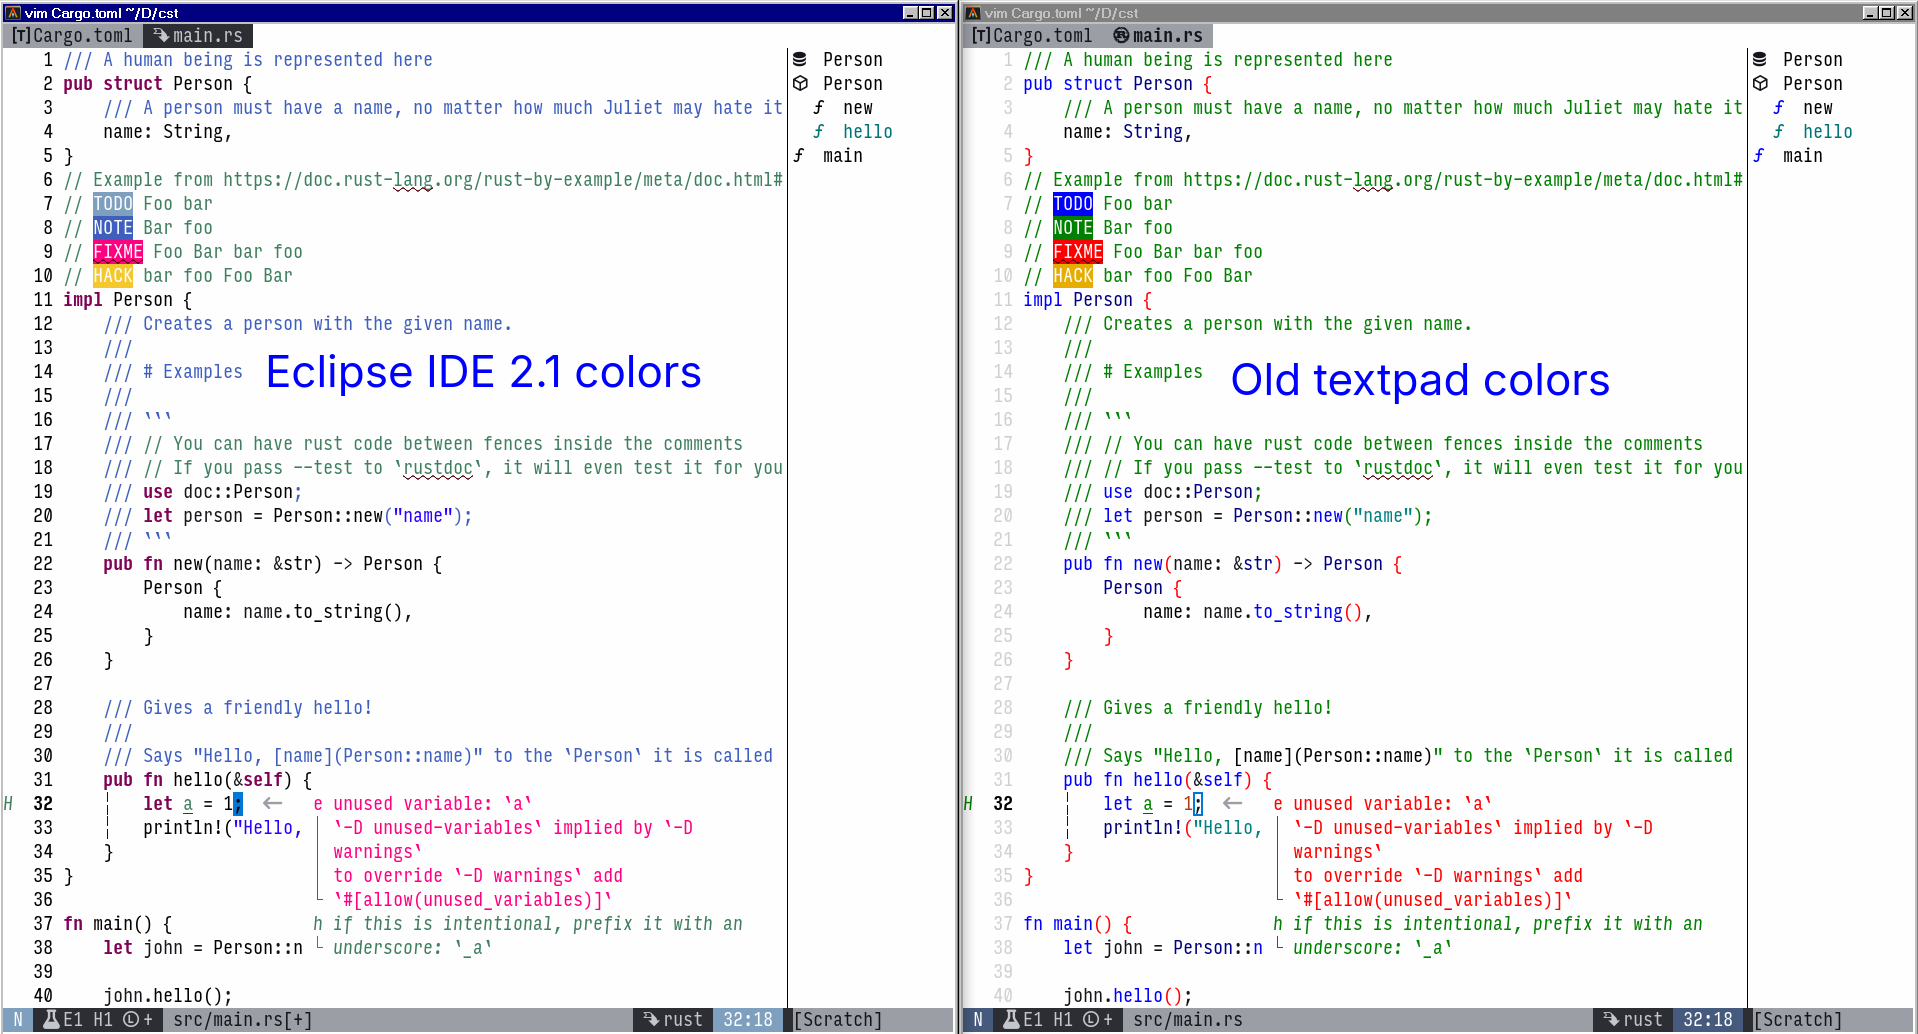 vim Cargo.toml ~/D/cst
[T]Cargo.toml main.rs
1 /// A human being is represented here
2 pub struct Person {
3 /// A person must have a name, no matter how much Juliet may hate it
4 name: String,
5 }
6 // Example from https://doc.rust-lang.org/rust-by-example/meta/doc.html#
7 // TODO Foo bar
8 // NOTE Bar foo
9 // FIXME Foo Bar bar foo
10 // HACK bar foo Foo Bar
11 impl Person {
12 /// Creates a person with the given name.
13 ///
14 /// # Examples
Eclipse IDE 2.1 colors
15 ///
16 /// ```
17 /// // You can have rust code between fences inside the comments
18 /// // If you pass --test to `rustdoc`, it will even test it for you
19 /// use doc::Person;
20 /// let person = Person::new("name");
21 /// ```
22 pub fn new(name: &str) -> Person {
23 Person {
24 name: name.to_string(),
25 }
26 }
27
28 /// Gives a friendly hello!
29 ///
30 /// Says "Hello, [name](Person::name)" to the `Person` it is called
31 pub fn hello(&self) {
H 32 let a = 1; ← e unused variable: `a`
33 println!("Hello, `-D unused-variables` implied by `-D
34 } warnings`
35 } to override `-D warnings` add
36 `#[allow(unused_variables)]`
37 fn main() { h if this is intentional, prefix it with an
38 let john = Person::n underscore: `_a`
39
40 john.hello();
Person
Person
f new
f hello
f main
N E1 H1 Ⓛ+ src/main.rs[+] rust 32:18 [Scratch]
vim Cargo.toml ~/D/cst
[T]Cargo.toml main.rs
1 /// A human being is represented here
2 pub struct Person {
3 /// A person must have a name, no matter how much Juliet may hate it
4 name: String,
5 }
6 // Example from https://doc.rust-lang.org/rust-by-example/meta/doc.html#
7 // TODO Foo bar
8 // NOTE Bar foo
9 // FIXME Foo Bar bar foo
10 // HACK bar foo Foo Bar
11 impl Person {
12 /// Creates a person with the given name.
13 ///
14 /// # Examples
Old textpad colors
15 ///
16 /// ```
17 /// // You can have rust code between fences inside the comments
18 /// // If you pass --test to `rustdoc`, it will even test it for you
19 /// use doc::Person;
20 /// let person = Person::new("name");
21 /// ```
22 pub fn new(name: &str) -> Person {
23 Person {
24 name: name.to_string(),
25 }
26 }
27
28 /// Gives a friendly hello!
29 ///
30 /// Says "Hello, [name](Person::name)" to the `Person` it is called
31 pub fn hello(&self) {
H 32 let a = 1; ← e unused variable: `a`
33 println!("Hello, `-D unused-variables` implied by `-D
34 } warnings`
35 } to override `-D warnings` add
36 `#[allow(unused_variables)]`
37 fn main() { h if this is intentional, prefix it with an
38 let john = Person::n underscore: `_a`
39
40 john.hello();
Person
Person
f new
f hello
f main
N E1 H1 Ⓛ+ src/main.rs rust 32:18 [Scratch]